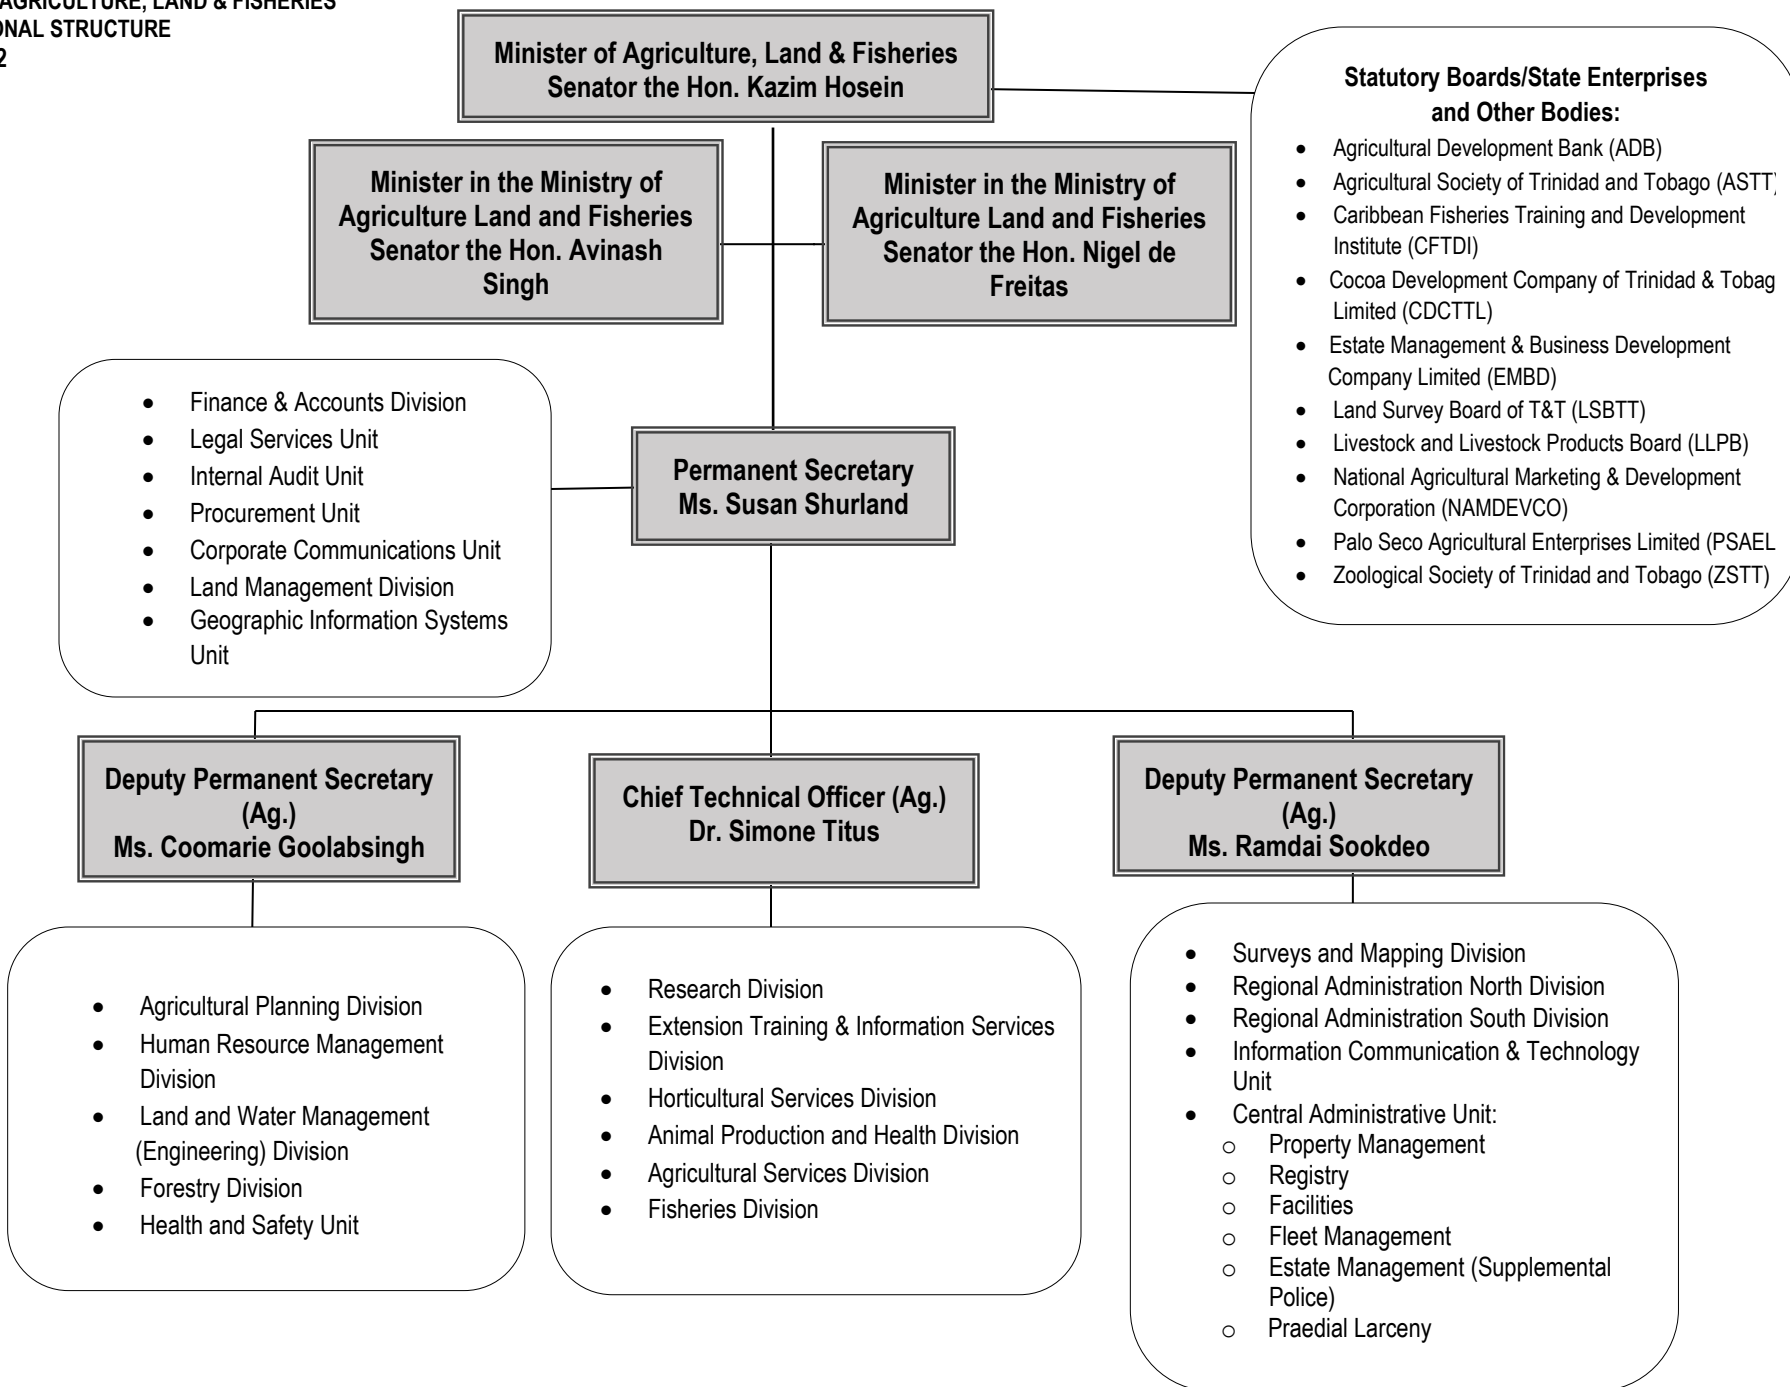 AGRICULTURE, LAND & FISHERIES
ONAL STRUCTURE
2
Minister of Agriculture, Land & Fisheries
Senator the Hon. Kazim Hosein
Statutory Boards/State Enterprises
and Other Bodies:
• Agricultural Development Bank (ADB)
• Agricultural Society of Trinidad and Tobago (ASTT)
• Caribbean Fisheries Training and Development
Institute (CFTDI)
• Cocoa Development Company of Trinidad & Tobag
Limited (CDCTTL)
• Estate Management & Business Development
Company Limited (EMBD)
• Land Survey Board of T&T (LSBTT)
• Livestock and Livestock Products Board (LLPB)
• National Agricultural Marketing & Development
Corporation (NAMDEVCO)
• Palo Seco Agricultural Enterprises Limited (PSAEL
• Zoological Society of Trinidad and Tobago (ZSTT)
Minister in the Ministry of
Agriculture Land and Fisheries
Senator the Hon. Avinash
Singh
Minister in the Ministry of
Agriculture Land and Fisheries
Senator the Hon. Nigel de
Freitas
• Finance & Accounts Division
• Legal Services Unit
• Internal Audit Unit
• Procurement Unit
• Corporate Communications Unit
• Land Management Division
• Geographic Information Systems
Unit
Permanent Secretary
Ms. Susan Shurland
Deputy Permanent Secretary
(Ag.)
Ms. Coomarie Goolabsingh
Chief Technical Officer (Ag.)
Dr. Simone Titus
Deputy Permanent Secretary
(Ag.)
Ms. Ramdai Sookdeo
• Agricultural Planning Division
• Human Resource Management
Division
• Land and Water Management
(Engineering) Division
• Forestry Division
• Health and Safety Unit
• Research Division
• Extension Training & Information Services
Division
• Horticultural Services Division
• Animal Production and Health Division
• Agricultural Services Division
• Fisheries Division
• Surveys and Mapping Division
• Regional Administration North Division
• Regional Administration South Division
• Information Communication & Technology
Unit
• Central Administrative Unit:
o Property Management
o Registry
o Facilities
o Fleet Management
o Estate Management (Supplemental
Police)
o Praedial Larceny